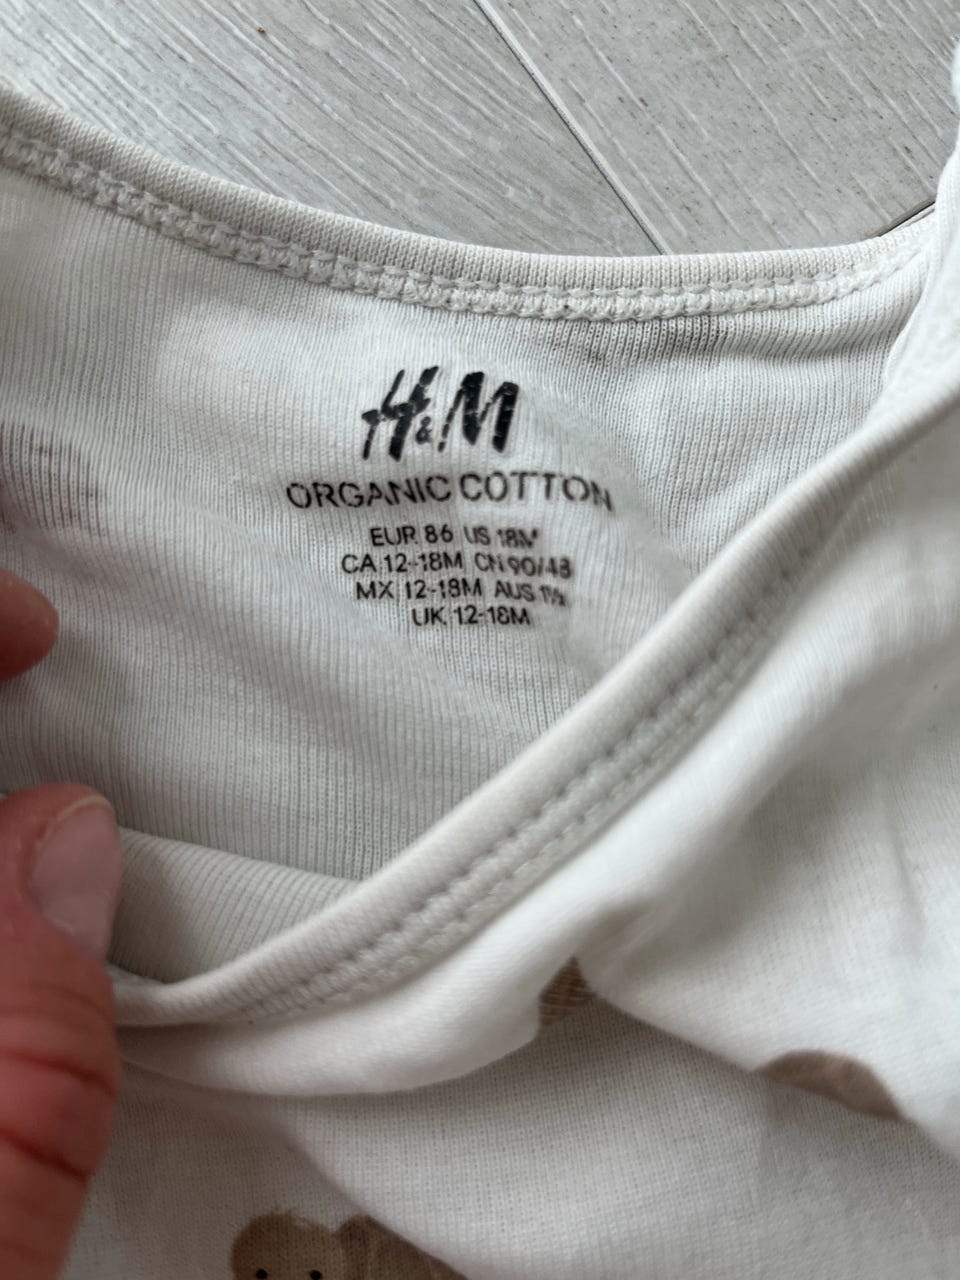 H&M
ORGANIC COTTON
EUR 86 US 18M
CA 12-18M CN 90/48
MX 12-18M AUS 1½
UK 12-18M